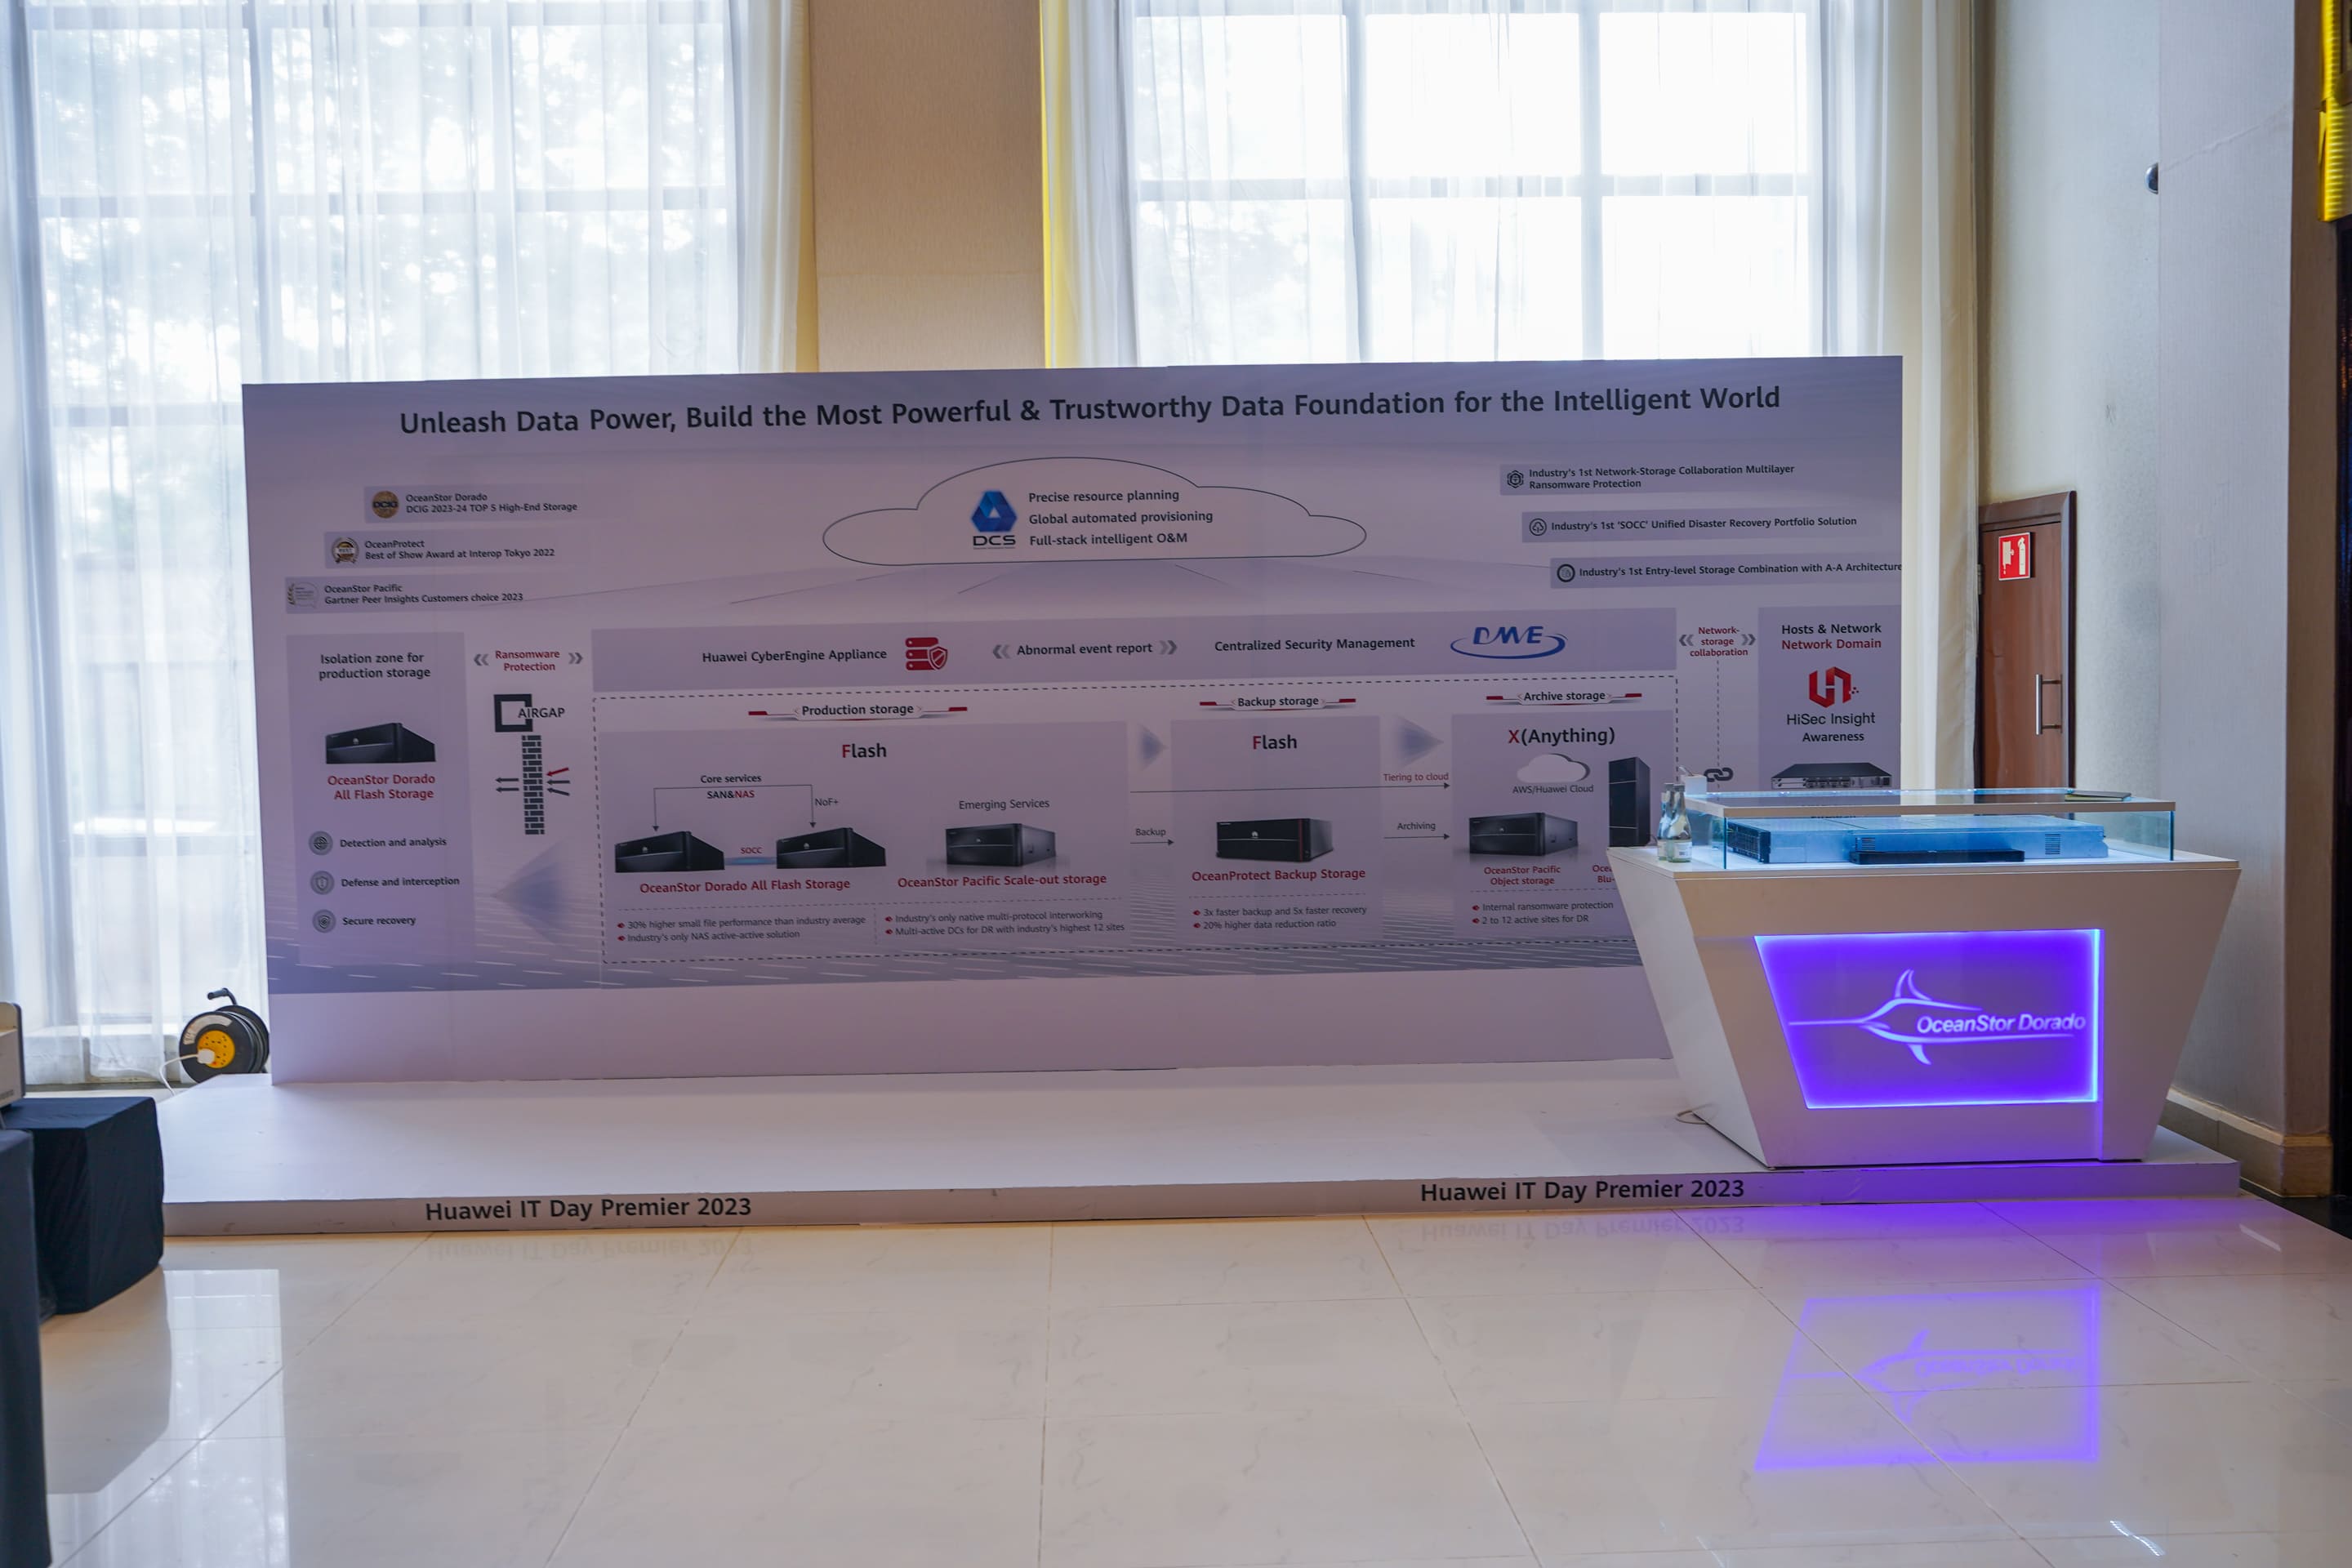 Unleash Data Power, Build the Most Powerful & Trustworthy Data Foundation for the Intelligent World
OceanStor Dorado
DCIG 2023-24 TOP 5 High-End Storage
OceanProtect
Best of Show Award at Interop Tokyo 2022
OceanStor Pacific
Gartner Peer Insights Customers choice 2023
DCS
Precise resource planning
Global automated provisioning
Full-stack intelligent O&M
Industry's 1st Network-Storage Collaboration Multilayer
Ransomware Protection
Industry's 1st 'SOCC' Unified Disaster Recovery Portfolio Solution
Industry's 1st Entry-level Storage Combination with A-A Architecture
Isolation zone for
production storage
OceanStor Dorado
All Flash Storage
Detection and analysis
Defense and interception
Secure recovery
Ransomware
Protection
AIRGAP
Huawei CyberEngine Appliance
Abnormal event report
Centralized Security Management
DME
Network-
storage
collaboration
Hosts & Network
Network Domain
HiSec Insight
Awareness
Production storage
Flash
Core services
SAN&NAS
NoF+
SOCC
OceanStor Dorado All Flash Storage
30% higher small file performance than industry average
Industry's only NAS active-active solution
Emerging Services
OceanStor Pacific Scale-out storage
Industry's only native multi-protocol interworking
Multi-active DCs for DR with industry's highest 12 sites
Backup
Backup storage
Flash
OceanProtect Backup Storage
3x faster backup and 5x faster recovery
20% higher data reduction ratio
Tiering to cloud
Archiving
Archive storage
X(Anything)
AWS/Huawei Cloud
OceanStor Pacific
Object storage
Internal ransomware protection
2 to 12 active sites for DR
OceanStor Dorado
Huawei IT Day Premier 2023
Huawei IT Day Premier 2023